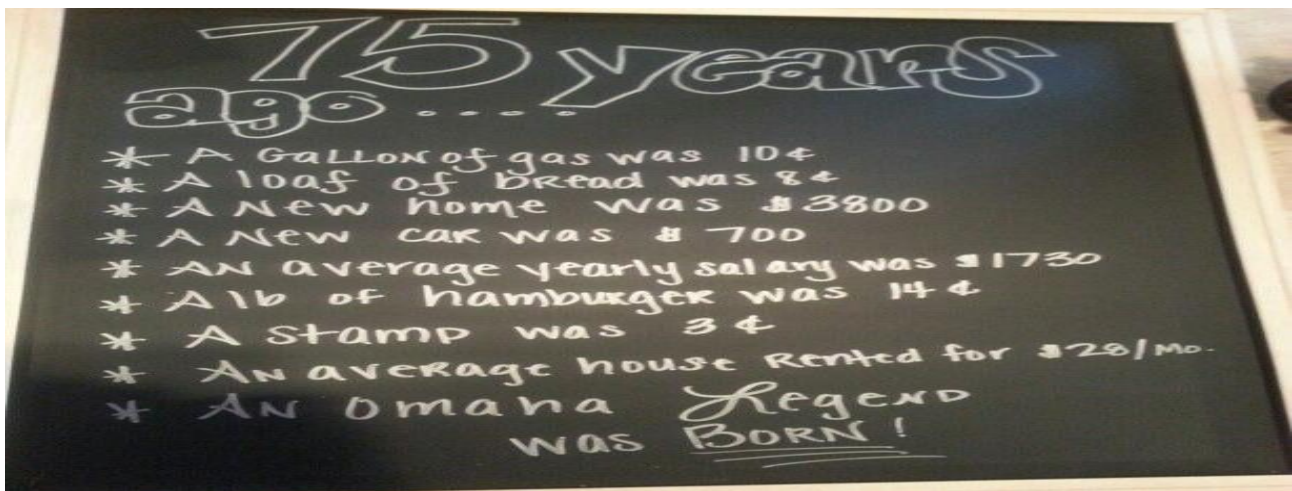 75 years
ago ....
* A Gallon of gas was 10¢
* A loaf of bread was 8¢
* A New home was $3800
* A New car was $700
* AN average yearly salary was $1730
* A lb of hamburger was 14¢
* A stamp was 3¢
* AN average house Rented for $28/Mo.
* AN Omaha Legend
was BORN!